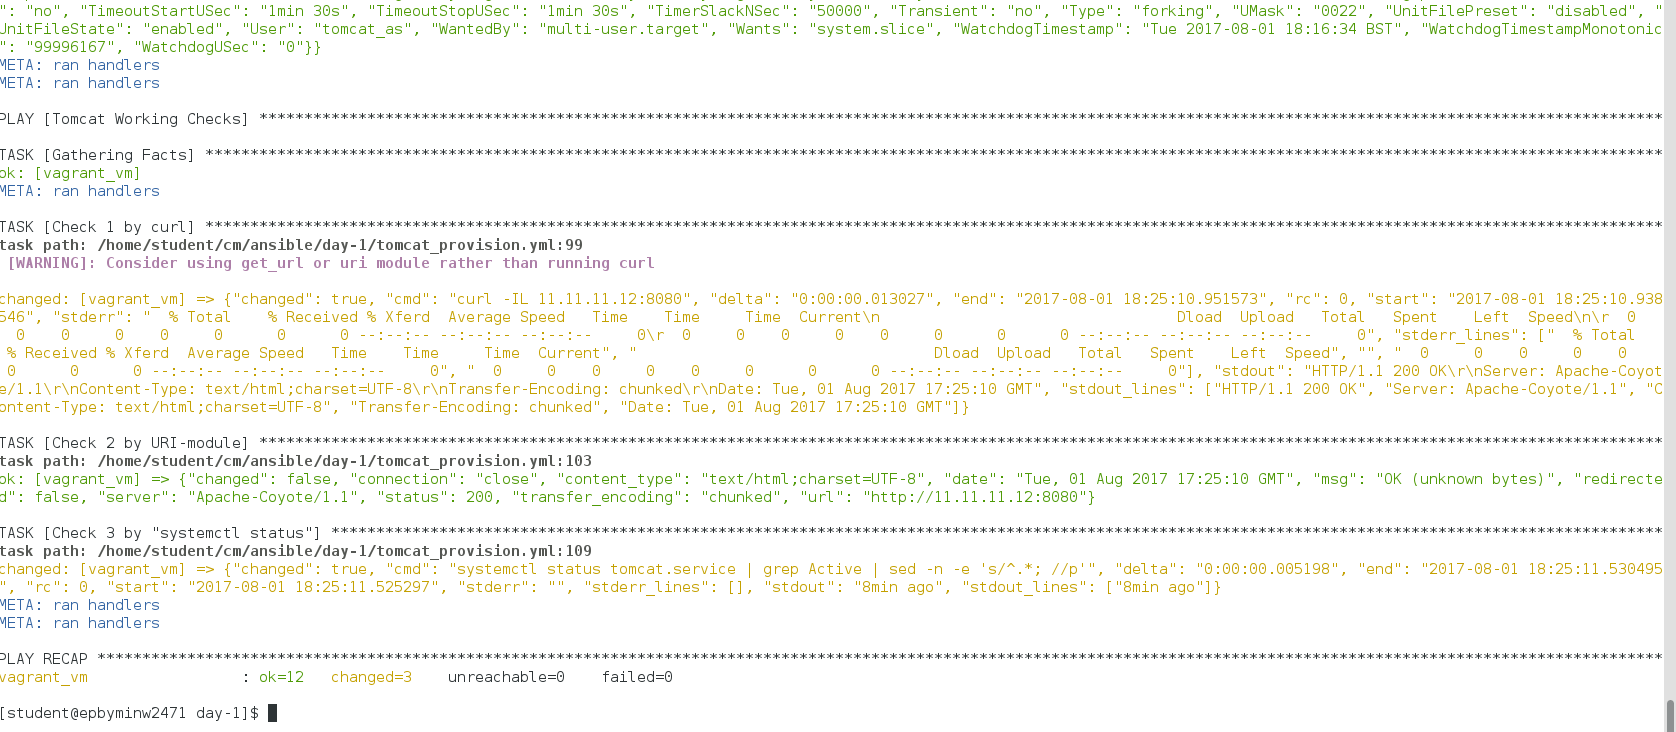 ": "no", "TimeoutStartUSec": "1min 30s", "TimeoutStopUSec": "1min 30s", "TimerSlackNSec": "50000", "Transient": "no", "Type": "forking", "UMask": "0022", "UnitFilePreset": "disabled", "
UnitFileState": "enabled", "User": "tomcat_as", "WantedBy": "multi-user.target", "Wants": "system.slice", "WatchdogTimestamp": "Tue 2017-08-01 18:16:34 BST", "WatchdogTimestampMonotonic
": "99996167", "WatchdogUSec": "0"}}
META: ran handlers
META: ran handlers
PLAY [Tomcat Working Checks] ************************************************************************************************************************************************************
TASK [Gathering Facts] ******************************************************************************************************************************************************************
ok: [vagrant_vm]
META: ran handlers
TASK [Check 1 by curl] ******************************************************************************************************************************************************************
task path: /home/student/cm/ansible/day-1/tomcat_provision.yml:99
[WARNING]: Consider using get_url or uri module rather than running curl
changed: [vagrant_vm] => {"changed": true, "cmd": "curl -IL 11.11.11.12:8080", "delta": "0:00:00.013027", "end": "2017-08-01 18:25:10.951573", "rc": 0, "start": "2017-08-01 18:25:10.938
546", "stderr": "  % Total    % Received % Xferd  Average Speed   Time    Time     Time  Current\n                                 Dload  Upload   Total   Spent    Left  Speed\n\r  0
0     0    0     0    0     0      0      0 --:--:-- --:--:-- --:--:--     0\r  0     0    0     0    0     0      0      0 --:--:-- --:--:-- --:--:--     0", "stderr_lines": ["  % Total
% Received % Xferd  Average Speed   Time    Time     Time  Current", "                                 Dload  Upload   Total   Spent    Left  Speed", "", "  0     0    0     0    0
0      0      0 --:--:-- --:--:-- --:--:--     0", "  0     0    0     0    0     0      0      0 --:--:-- --:--:-- --:--:--     0"], "stdout": "HTTP/1.1 200 OK\r\nServer: Apache-Coyot
e/1.1\r\nContent-Type: text/html;charset=UTF-8\r\nTransfer-Encoding: chunked\r\nDate: Tue, 01 Aug 2017 17:25:10 GMT", "stdout_lines": ["HTTP/1.1 200 OK", "Server: Apache-Coyote/1.1", "C
ontent-Type: text/html;charset=UTF-8", "Transfer-Encoding: chunked", "Date: Tue, 01 Aug 2017 17:25:10 GMT"]}
TASK [Check 2 by URI-module] ************************************************************************************************************************************************************
task path: /home/student/cm/ansible/day-1/tomcat_provision.yml:103
ok: [vagrant_vm] => {"changed": false, "connection": "close", "content_type": "text/html;charset=UTF-8", "date": "Tue, 01 Aug 2017 17:25:10 GMT", "msg": "OK (unknown bytes)", "redirecte
d": false, "server": "Apache-Coyote/1.1", "status": 200, "transfer_encoding": "chunked", "url": "http://11.11.11.12:8080"}
TASK [Check 3 by "systemctl status"] ****************************************************************************************************************************************************
task path: /home/student/cm/ansible/day-1/tomcat_provision.yml:109
changed: [vagrant_vm] => {"changed": true, "cmd": "systemctl status tomcat.service | grep Active | sed -n -e 's/^.*; //p'", "delta": "0:00:00.005198", "end": "2017-08-01 18:25:11.530495
", "rc": 0, "start": "2017-08-01 18:25:11.525297", "stderr": "", "stderr_lines": [], "stdout": "8min ago", "stdout_lines": ["8min ago"]}
META: ran handlers
META: ran handlers
PLAY RECAP ******************************************************************************************************************************************************************************
vagrant_vm                 : ok=12   changed=3    unreachable=0    failed=0
[student@epbyminw2471 day-1]$